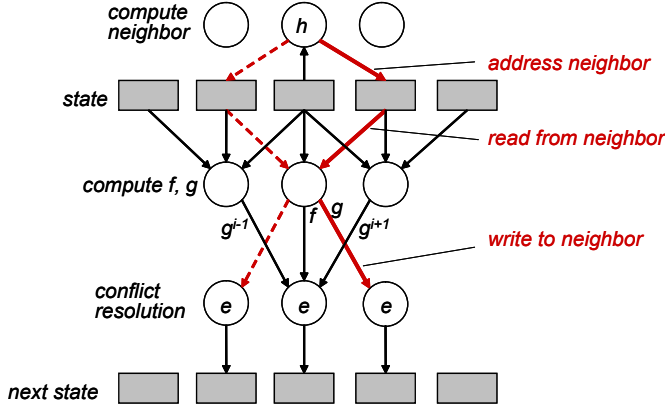 compute
neighbor
h
address neighbor
state
read from neighbor
compute f, g
g^{i-1}
f
g
g^{i+1}
write to neighbor
conflict
resolution
e
e
e
next state